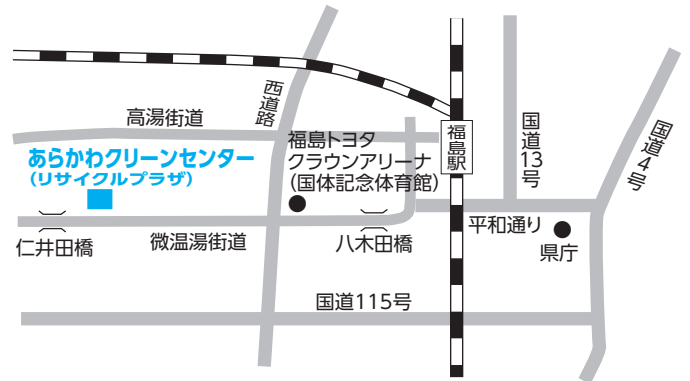 西道路
高湯街道
福島トヨタ
クラウンアリーナ
(国体記念体育館)
福島駅
国道13号
国道4号
あらかわクリーンセンター
(リサイクルプラザ)
仁井田橋
微温湯街道
八木田橋
平和通り
県庁
国道115号